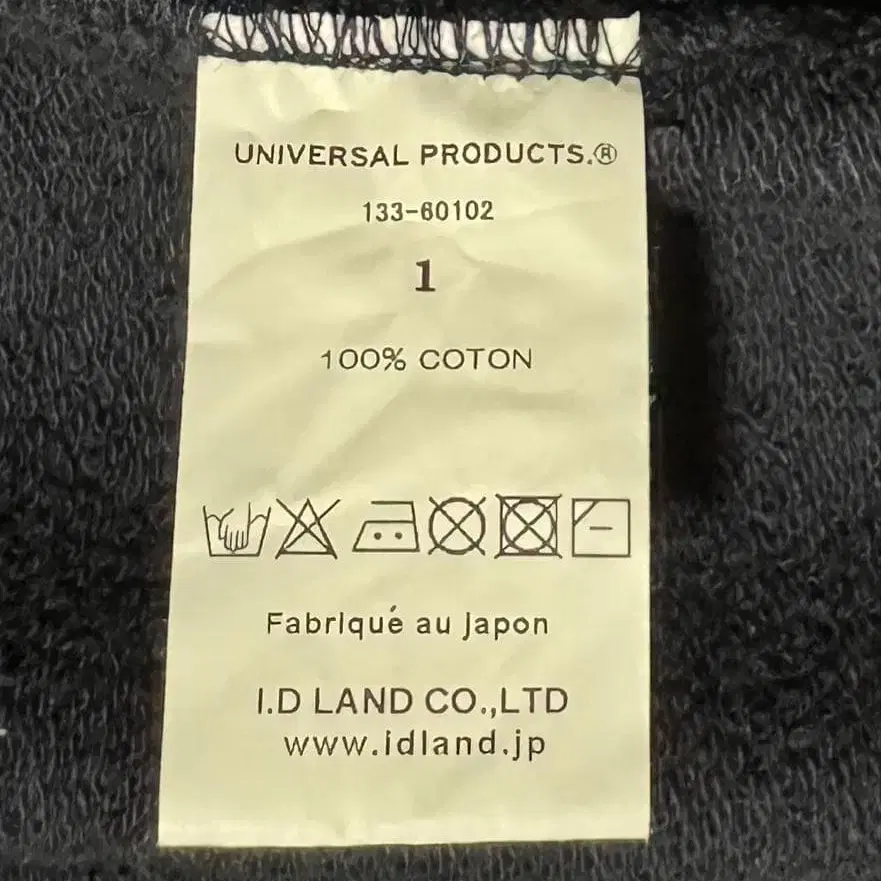 UNIVERSAL PRODUCTS.®
133-60102
1
100% COTON
Fabriqué au Japon
I.D LAND CO.,LTD
www.idland.jp